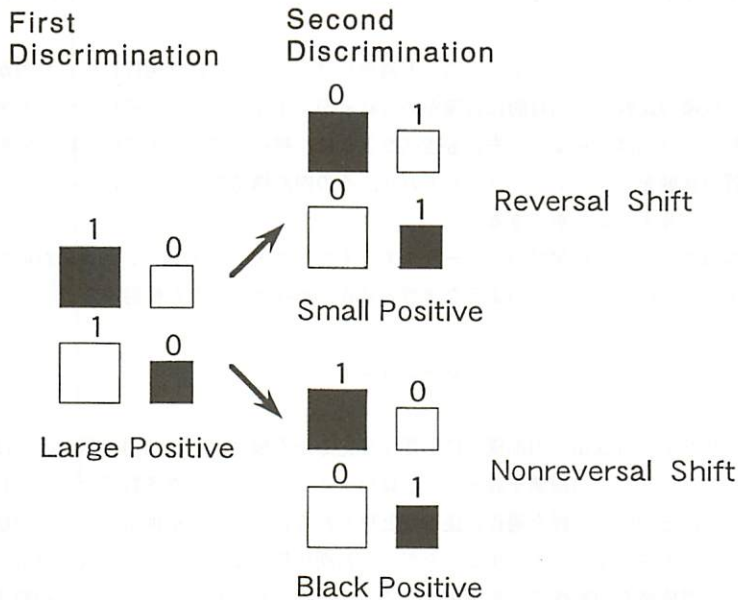 First
Discrimination
Second
Discrimination
1 0
1 0
Large Positive
0 1
0 1
Reversal Shift
Small Positive
1 0
0 1
Nonreversal Shift
Black Positive